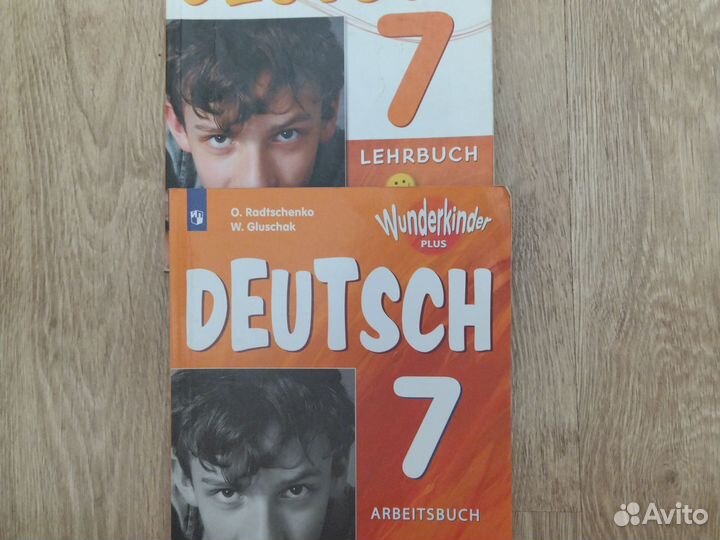 7
LEHRBUCH
O. Radtschenko
W. Gluschak
Wunderkinder
PLUS
DEUTSCH
7
ARBEITSBUCH
Avito